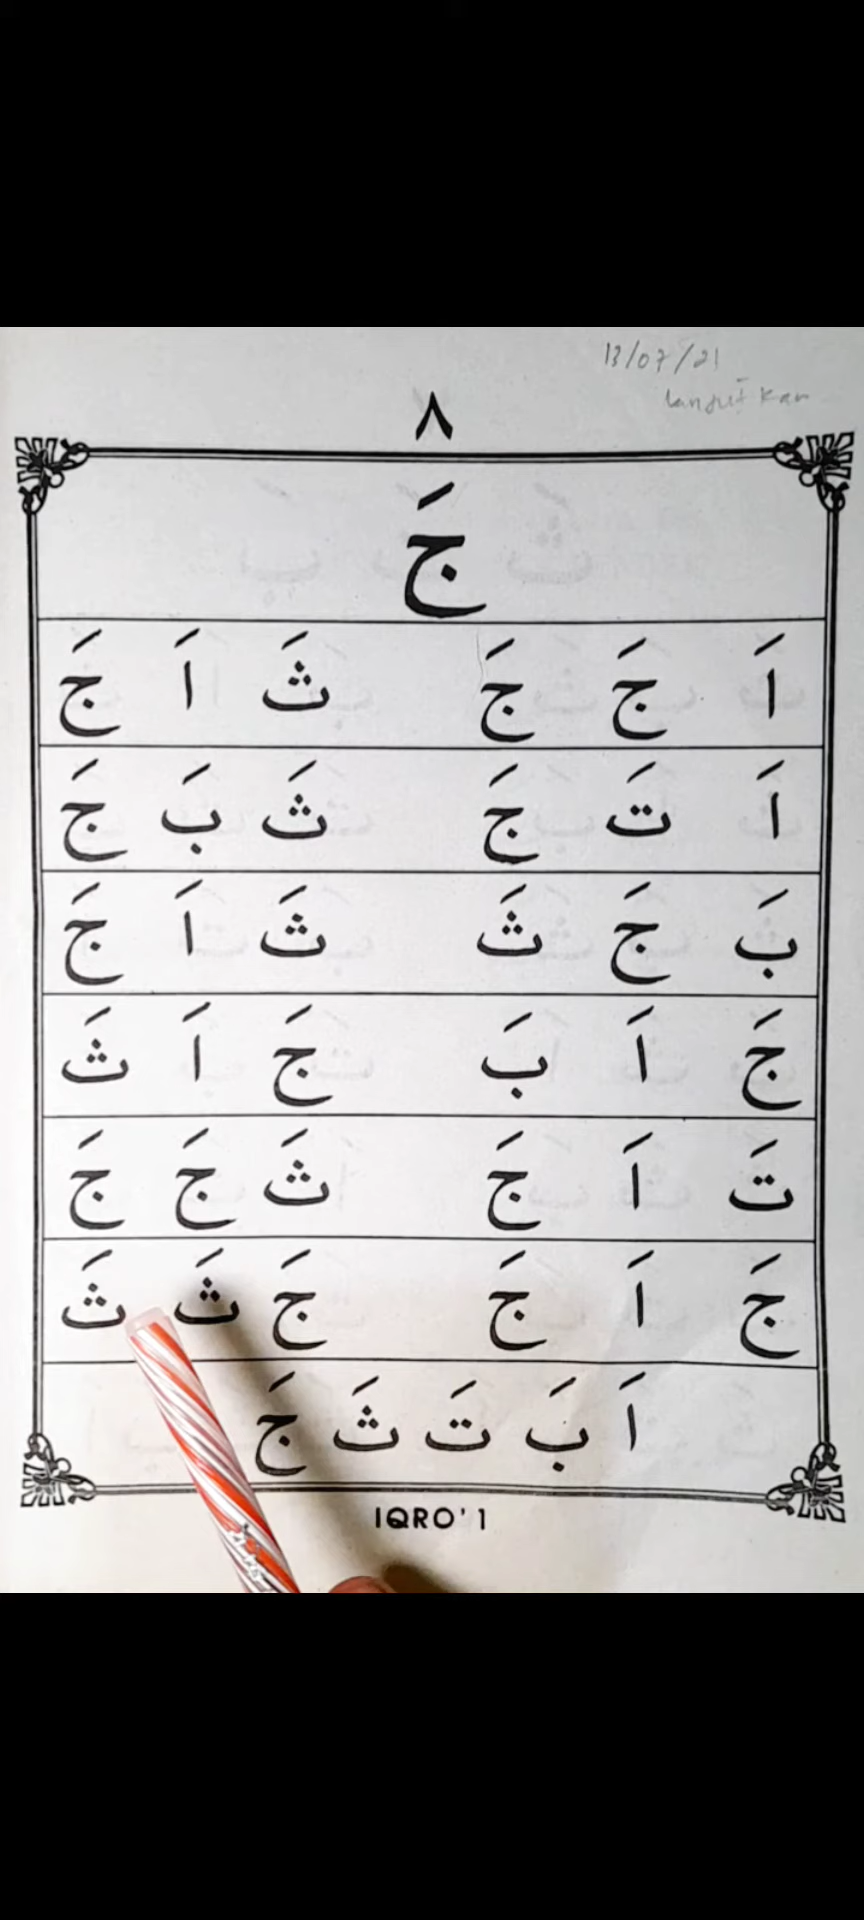 13/07/21
lanjutkan
٨
جَ
اَ جَ جَ ثَ اَ جَ
اَ تَ جَ ثَ بَ جَ
بَ جَ ثَ ثَ اَ جَ
جَ اَ بَ جَ اَ ثَ
تَ اَ جَ ثَ جَ جَ
جَ اَ جَ جَ ثَ ثَ
اَ بَ تَ ثَ جَ
IQRO' 1